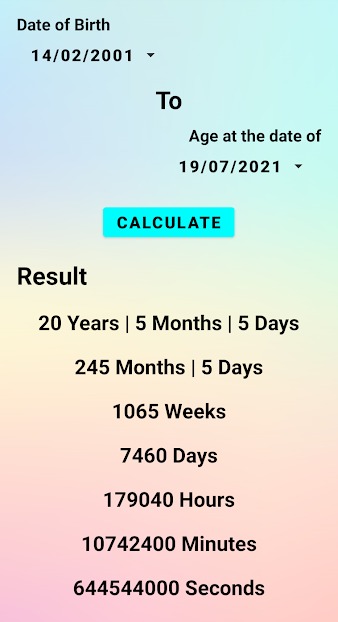 Date of Birth
14/02/2001
To
Age at the date of
19/07/2021
CALCULATE
Result
20 Years | 5 Months | 5 Days
245 Months | 5 Days
1065 Weeks
7460 Days
179040 Hours
10742400 Minutes
644544000 Seconds